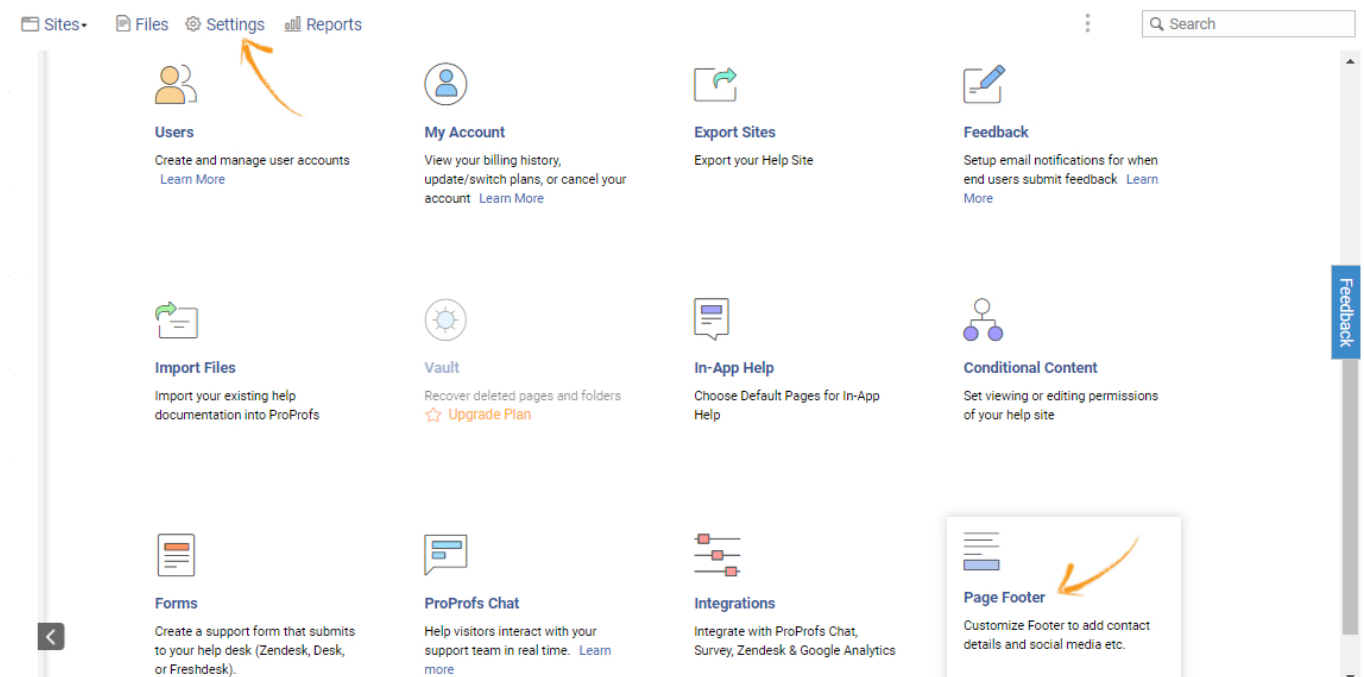 Sites Files Settings Reports Search
Users
Create and manage user accounts
Learn More
My Account
View your billing history,
update/switch plans, or cancel your
account Learn More
Export Sites
Export your Help Site
Feedback
Setup email notifications for when
end users submit feedback Learn
More
Feedback
Import Files
Import your existing help
documentation into ProProfs
Vault
Recover deleted pages and folders
Upgrade Plan
In-App Help
Choose Default Pages for In-App
Help
Conditional Content
Set viewing or editing permissions
of your help site
Forms
Create a support form that submits
to your help desk (Zendesk, Desk,
or Freshdesk).
ProProfs Chat
Help visitors interact with your
support team in real time. Learn
more
Integrations
Integrate with ProProfs Chat,
Survey, Zendesk & Google Analytics
Page Footer
Customize Footer to add contact
details and social media etc.